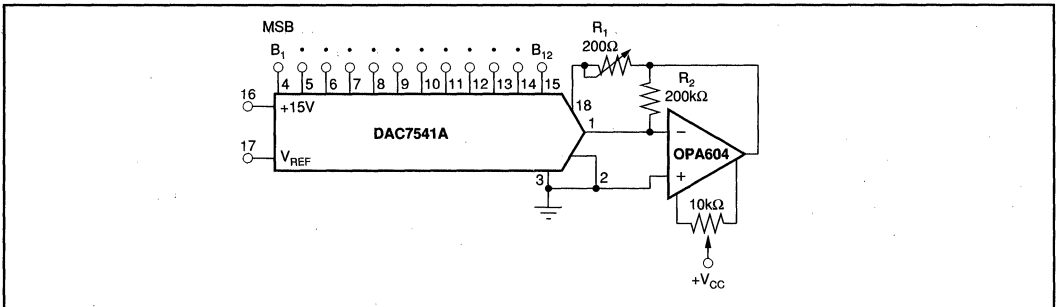 MSB
B1 • • • • • • • • • • B12
R1
200Ω
4 5 6 7 8 9 10 11 12 13 14 15
R2
200kΩ
16
+15V
18
1
DAC7541A
−
OPA604
17
VREF
+
3
2
10kΩ
+VCC